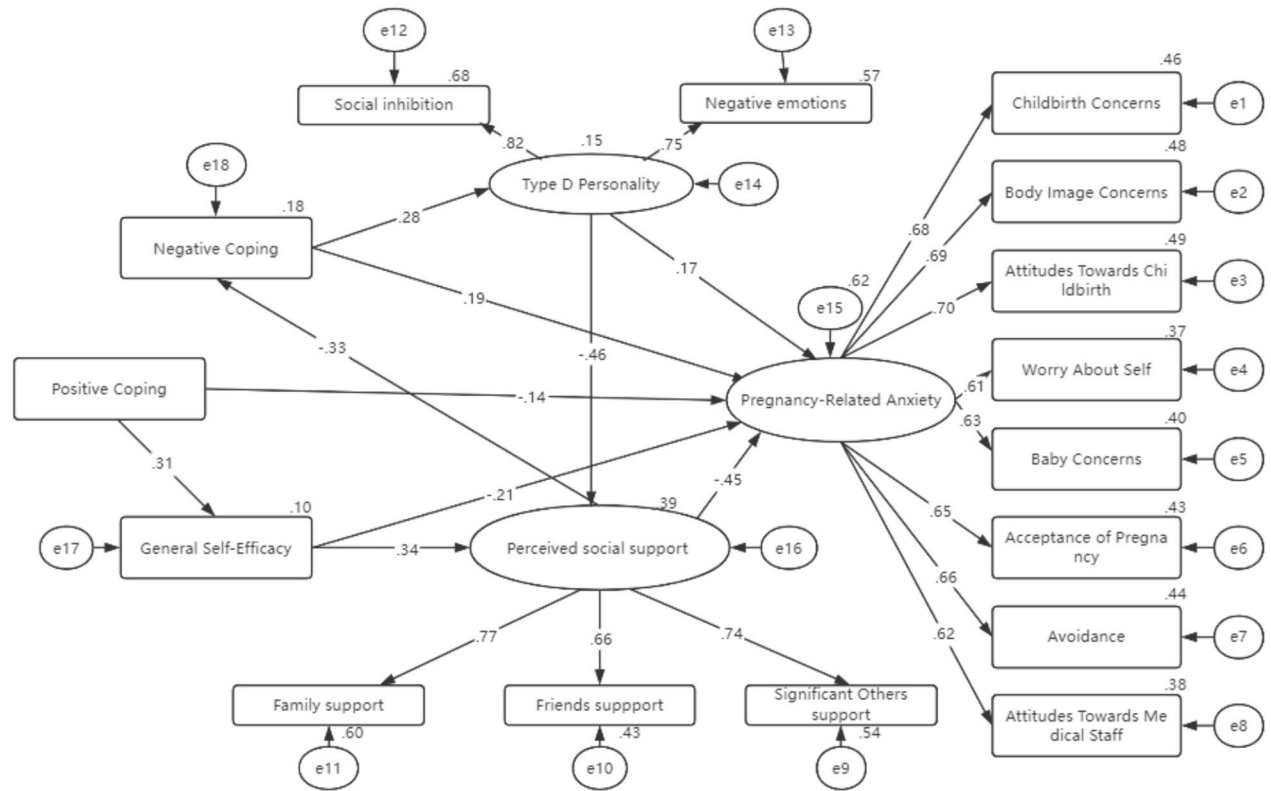 e12
e13
.68
.57
.46
Social inhibition
Negative emotions
Childbirth Concerns
e1
.82
.15
.75
.48
e18
Type D Personality
e14
Body Image Concerns
e2
.18
.28
.68
.49
Negative Coping
.69
Attitudes Towards Chi
ldbirth
e3
.17
.62
.19
e15
.70
.37
-.33
-.46
Worry About Self
e4
Positive Coping
-.14
Pregnancy-Related Anxiety
.61
.63
.40
.31
Baby Concerns
e5
-.45
-.21
.10
.39
.65
.43
e17
General Self-Efficacy
.34
Perceived social support
e16
Acceptance of Pregna
ncy
e6
.66
.44
.77
.66
.74
.62
Avoidance
e7
.38
Family support
Friends suppport
Significant Others
support
Attitudes Towards Me
dical Staff
e8
.60
.43
.54
e11
e10
e9